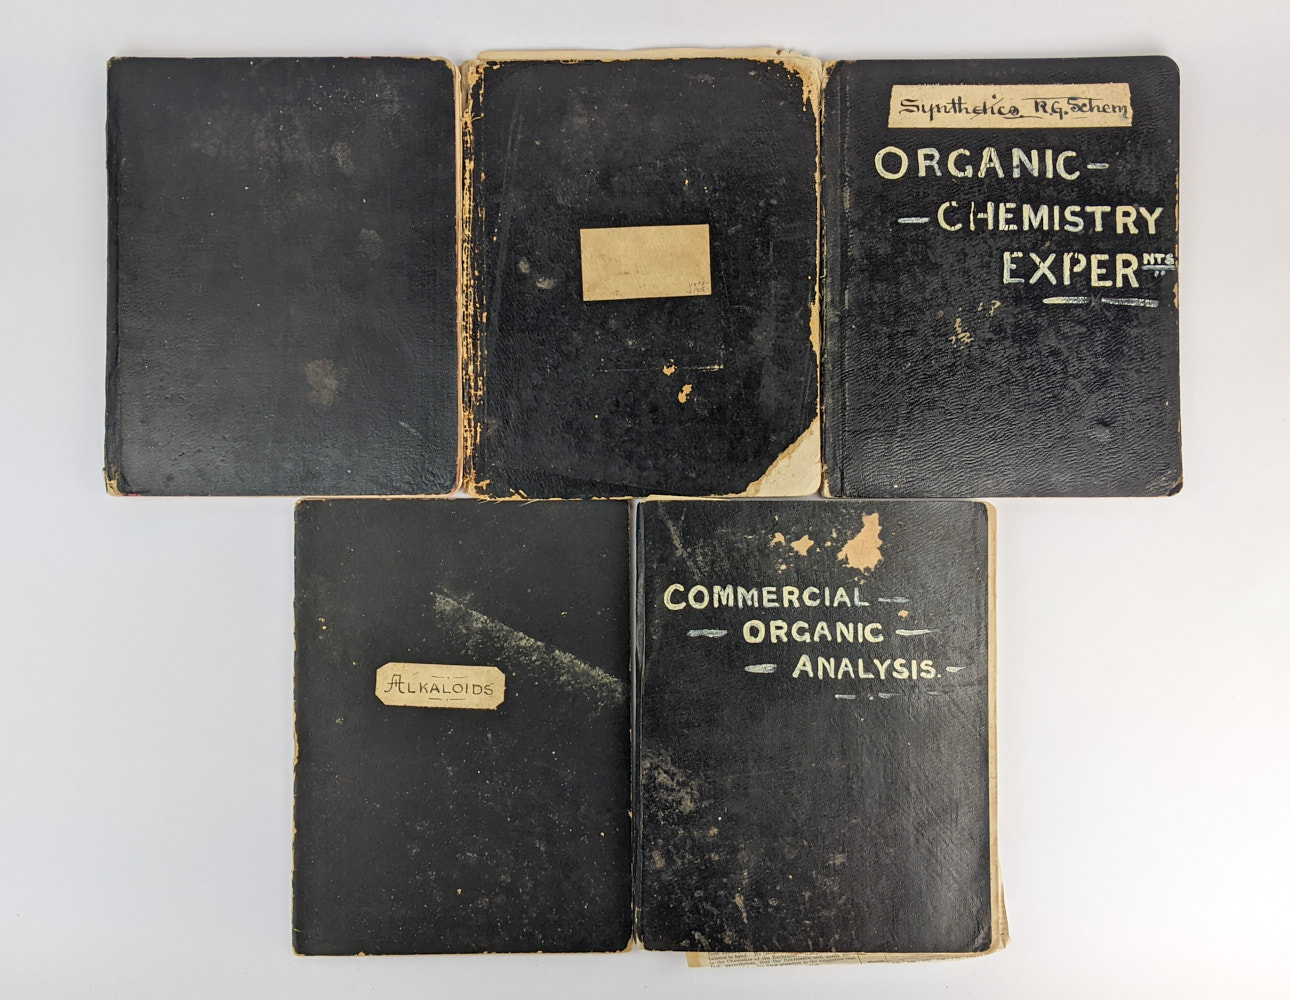 Synthetics R.G. Schem
ORGANIC-
-CHEMISTRY
EXPERNTS
ALKALOIDS
COMMERCIAL-
-ORGANIC-
-ANALYSIS.-